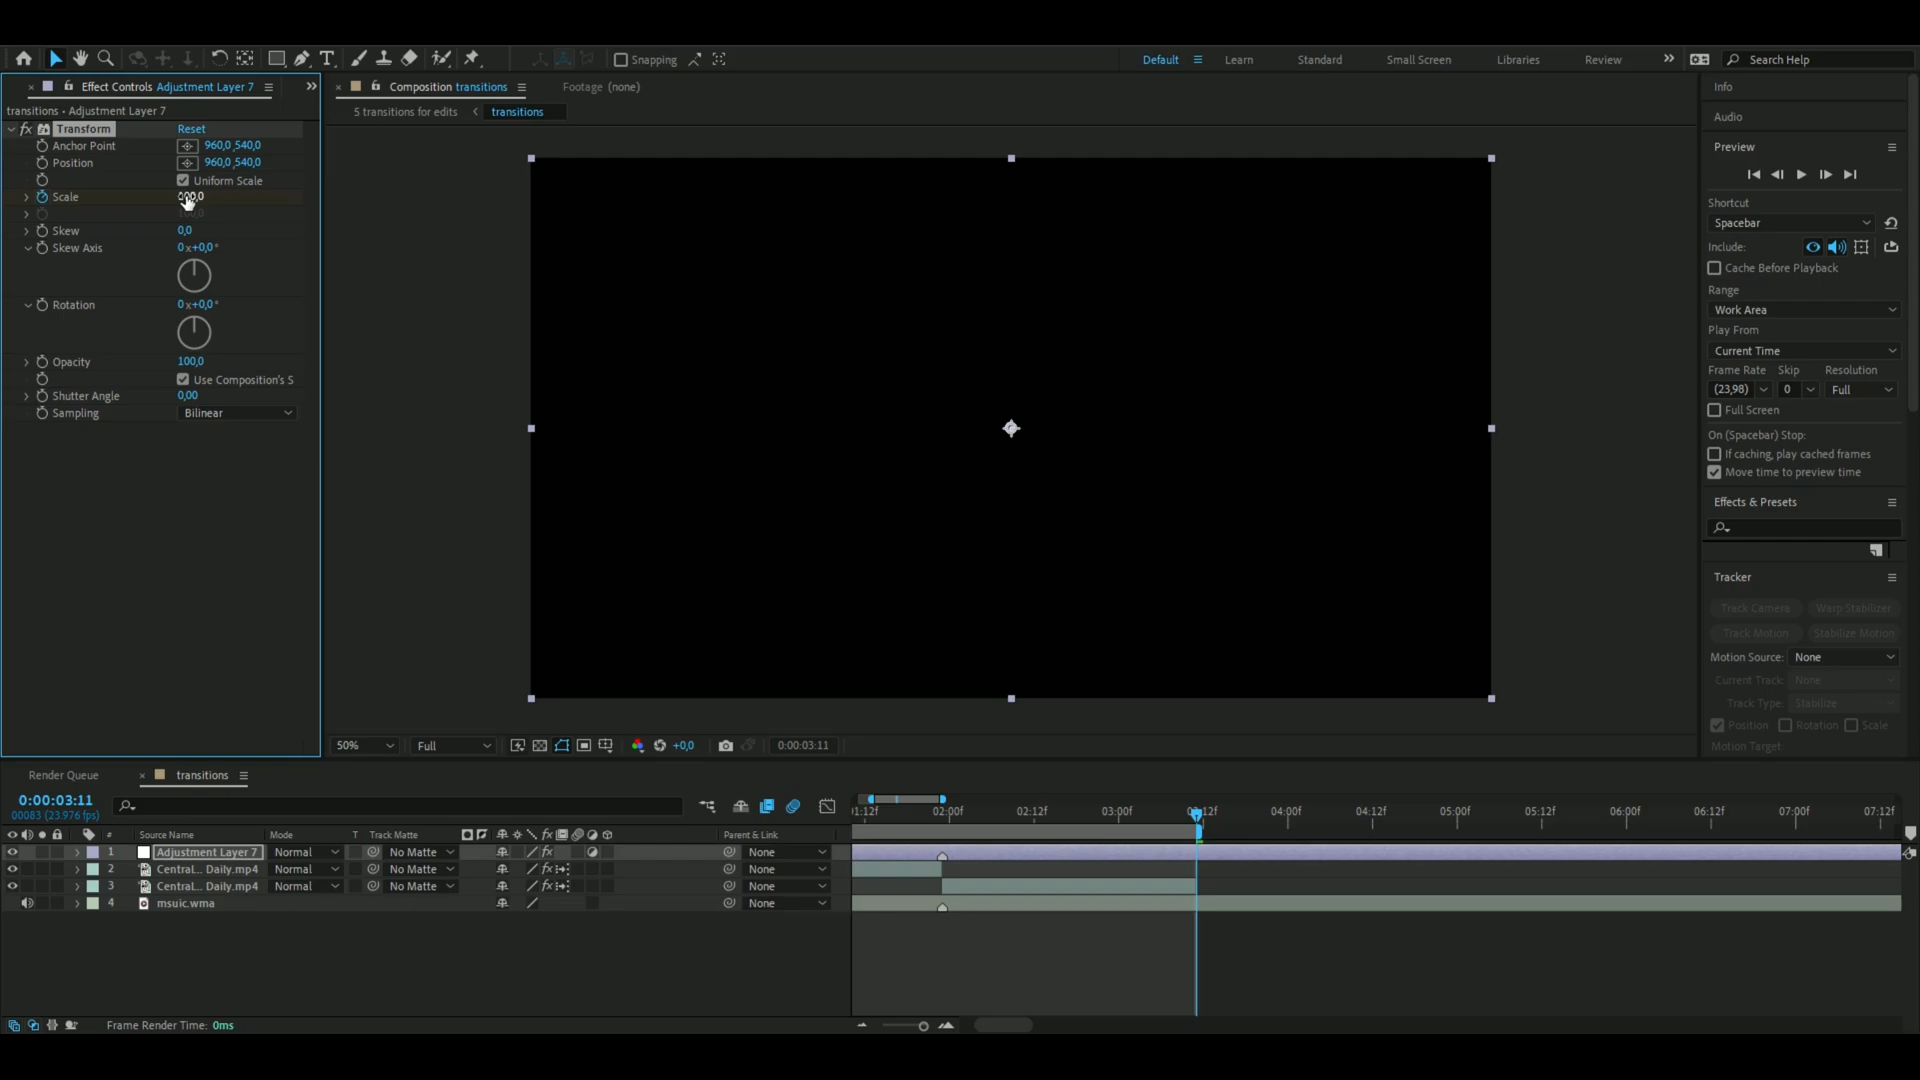 Snapping
Default
Learn
Standard
Small Screen
Libraries
Review
Search Help
Effect Controls Adjustment Layer 7
Composition transitions
Footage (none)
Info
transitions • Adjustment Layer 7
5 transitions for edits
transitions
Audio
fx Transform Reset
Anchor Point 960,0 ,540,0
Position 960,0 ,540,0
Uniform Scale
Scale
100,0
Skew 0,0
Skew Axis 0 x+0,0°
Rotation 0 x+0,0°
Opacity 100,0
Use Composition's S
Shutter Angle 0,00
Sampling Bilinear
Preview
Shortcut
Spacebar
Include:
Cache Before Playback
Range
Work Area
Play From
Current Time
Frame Rate Skip Resolution
(23,98) 0 Full
Full Screen
On (Spacebar) Stop:
If caching, play cached frames
Move time to preview time
Effects & Presets
Tracker
Track Camera Warp Stabilizer
Track Motion Stabilize Motion
Motion Source: None
Current Track: None
Track Type: Stabilize
Position Rotation Scale
Motion Target:
50% Full +0,0 0:00:03:11
Render Queue transitions
0:00:03:11
00083 (23.976 fps)
02:00f 02:12f 03:00f 04:00f 04:12f 05:00f 05:12f 06:00f 06:12f 07:00f 07:12f
# Source Name Mode T Track Matte fx Parent & Link
1 Adjustment Layer 7 Normal No Matte fx None
2 Central... Daily.mp4 Normal No Matte fx None
3 Central... Daily.mp4 Normal No Matte fx None
4 msuic.wma None
Frame Render Time: 0ms